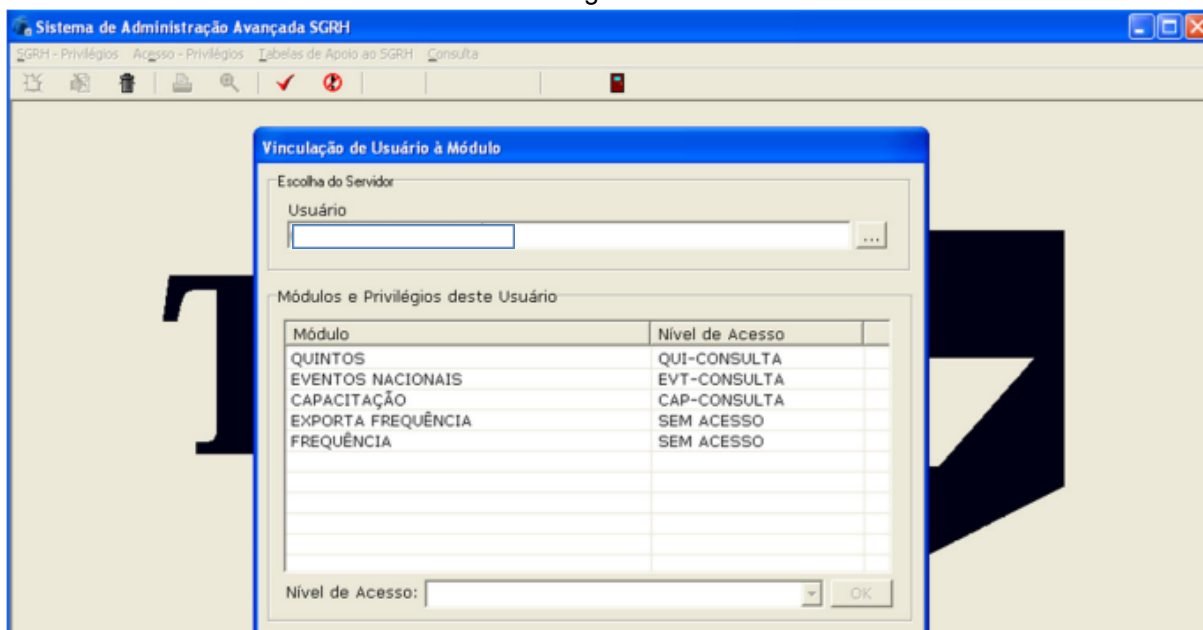 Sistema de Administração Avançada SGRH
SGRH - Privilégios Acesso - Privilégios Tabelas de Apoio ao SGRH Consulta
Vinculação de Usuário à Módulo
Escolha do Servidor
Usuário
...
Módulos e Privilégios deste Usuário
Módulo Nível de Acesso
QUINTOS QUI-CONSULTA
EVENTOS NACIONAIS EVT-CONSULTA
CAPACITAÇÃO CAP-CONSULTA
EXPORTA FREQUÊNCIA SEM ACESSO
FREQUÊNCIA SEM ACESSO
Nível de Acesso: OK